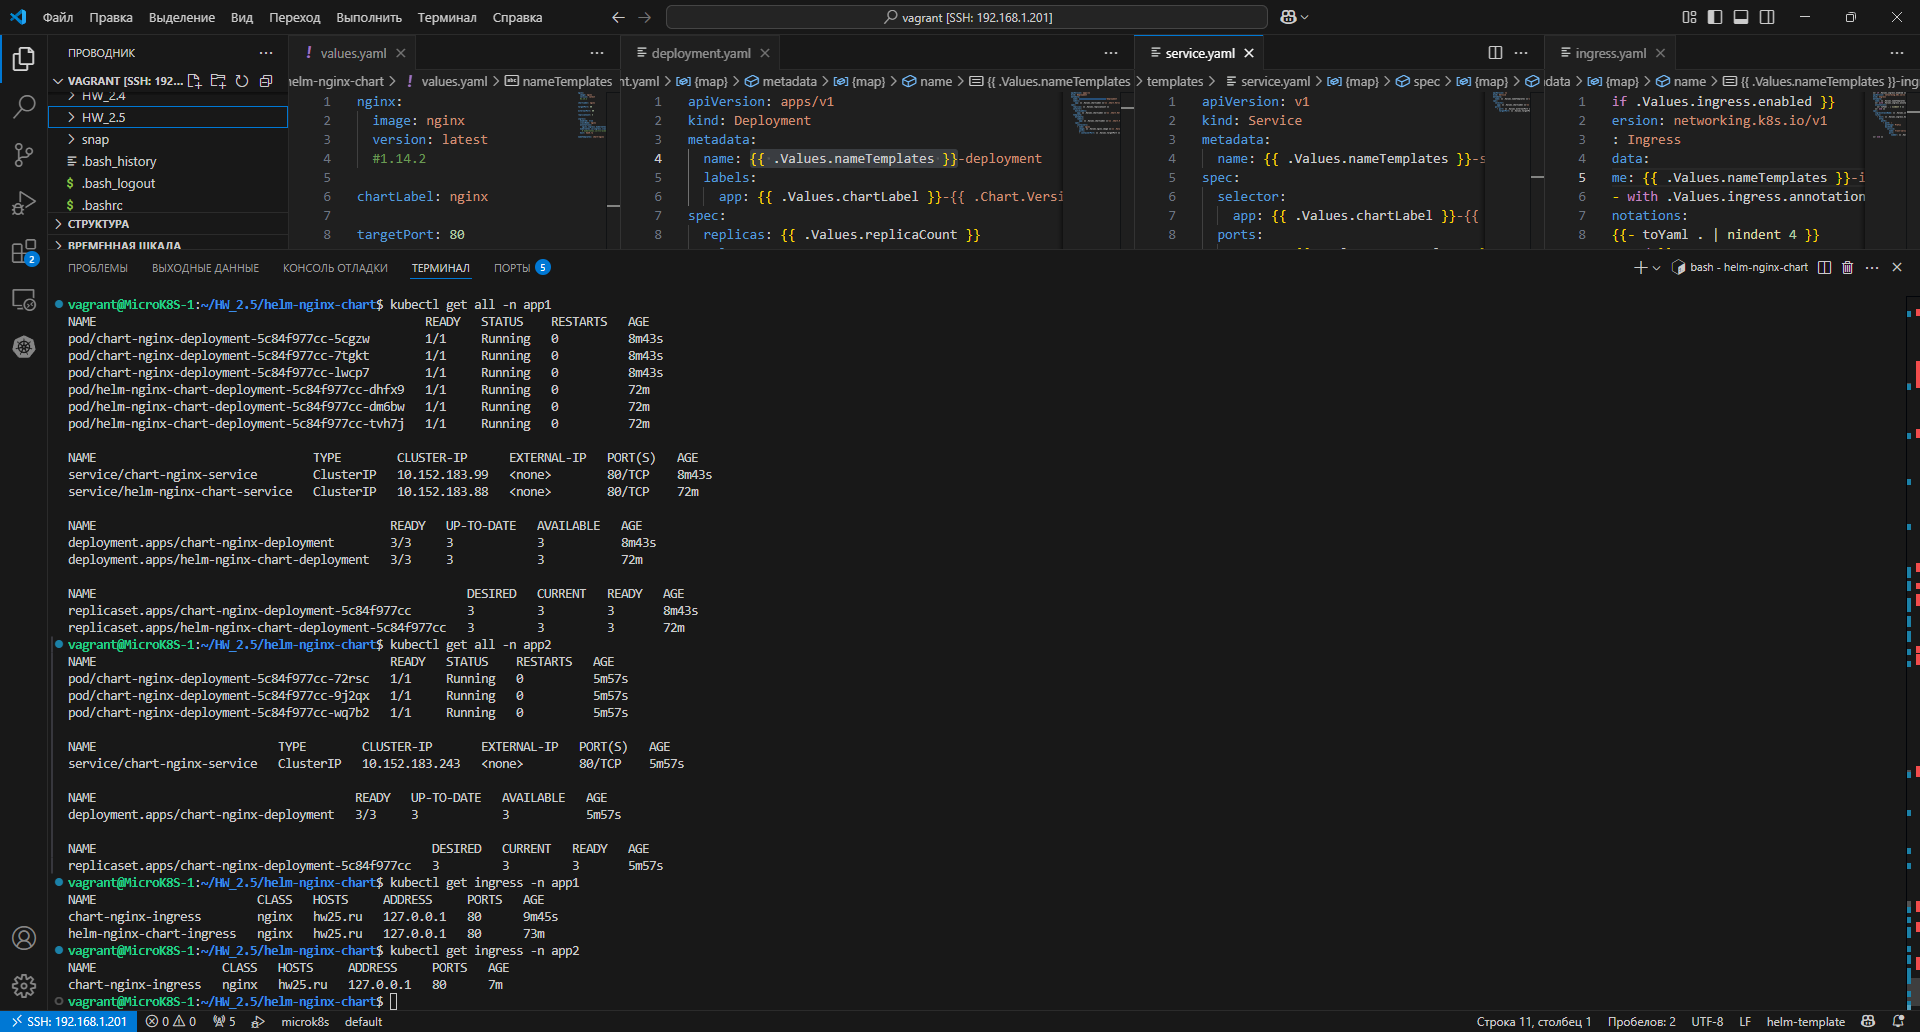 Файл Правка Выделение Вид Переход Выполнить Терминал Справка
vagrant [SSH: 192.168.1.201]
ПРОВОДНИК
VAGRANT [SSH: 192...
HW_2.4
HW_2.5
snap
.bash_history
$ .bash_logout
$ .bashrc
СТРУКТУРА
ВРЕМЕННАЯ ШКАЛА
2
! values.yaml
helm-nginx-chart > ! values.yaml > nameTemplates
1 nginx:
2 image: nginx
3 version: latest
4 #1.14.2
5
6 chartLabel: nginx
7
8 targetPort: 80
deployment.yaml
nt.yaml > {map} > metadata > {map} > name > {{ .Values.nameTemplates
1 apiVersion: apps/v1
2 kind: Deployment
3 metadata:
4 name: {{ .Values.nameTemplates }}-deployment
5 labels:
6 app: {{ .Values.chartLabel }}-{{ .Chart.Versi
7 spec:
8 replicas: {{ .Values.replicaCount }}
service.yaml
templates > service.yaml > {map} > spec > {map}
1 apiVersion: v1
2 kind: Service
3 metadata:
4 name: {{ .Values.nameTemplates }}-s
5 spec:
6 selector:
7 app: {{ .Values.chartLabel }}-{{
8 ports:
ingress.yaml
data > {map} > name > {{ .Values.nameTemplates }}-ing
1 if .Values.ingress.enabled }}
2 ersion: networking.k8s.io/v1
3 : Ingress
4 data:
5 me: {{ .Values.nameTemplates }}-i
6 - with .Values.ingress.annotation
7 notations:
8 {{- toYaml . | nindent 4 }}
ПРОБЛЕМЫ ВЫХОДНЫЕ ДАННЫЕ КОНСОЛЬ ОТЛАДКИ ТЕРМИНАЛ ПОРТЫ 5
bash - helm-nginx-chart
vagrant@MicroK8S-1:~/HW_2.5/helm-nginx-chart$ kubectl get all -n app1
NAME READY STATUS RESTARTS AGE
pod/chart-nginx-deployment-5c84f977cc-5cgzw 1/1 Running 0 8m43s
pod/chart-nginx-deployment-5c84f977cc-7tgkt 1/1 Running 0 8m43s
pod/chart-nginx-deployment-5c84f977cc-lwcp7 1/1 Running 0 8m43s
pod/helm-nginx-chart-deployment-5c84f977cc-dhfx9 1/1 Running 0 72m
pod/helm-nginx-chart-deployment-5c84f977cc-dm6bw 1/1 Running 0 72m
pod/helm-nginx-chart-deployment-5c84f977cc-tvh7j 1/1 Running 0 72m
NAME TYPE CLUSTER-IP EXTERNAL-IP PORT(S) AGE
service/chart-nginx-service ClusterIP 10.152.183.99 <none> 80/TCP 8m43s
service/helm-nginx-chart-service ClusterIP 10.152.183.88 <none> 80/TCP 72m
NAME READY UP-TO-DATE AVAILABLE AGE
deployment.apps/chart-nginx-deployment 3/3 3 3 8m43s
deployment.apps/helm-nginx-chart-deployment 3/3 3 3 72m
NAME DESIRED CURRENT READY AGE
replicaset.apps/chart-nginx-deployment-5c84f977cc 3 3 3 8m43s
replicaset.apps/helm-nginx-chart-deployment-5c84f977cc 3 3 3 72m
vagrant@MicroK8S-1:~/HW_2.5/helm-nginx-chart$ kubectl get all -n app2
NAME READY STATUS RESTARTS AGE
pod/chart-nginx-deployment-5c84f977cc-72rsc 1/1 Running 0 5m57s
pod/chart-nginx-deployment-5c84f977cc-9j2qx 1/1 Running 0 5m57s
pod/chart-nginx-deployment-5c84f977cc-wq7b2 1/1 Running 0 5m57s
NAME TYPE CLUSTER-IP EXTERNAL-IP PORT(S) AGE
service/chart-nginx-service ClusterIP 10.152.183.243 <none> 80/TCP 5m57s
NAME READY UP-TO-DATE AVAILABLE AGE
deployment.apps/chart-nginx-deployment 3/3 3 3 5m57s
NAME DESIRED CURRENT READY AGE
replicaset.apps/chart-nginx-deployment-5c84f977cc 3 3 3 5m57s
vagrant@MicroK8S-1:~/HW_2.5/helm-nginx-chart$ kubectl get ingress -n app1
NAME CLASS HOSTS ADDRESS PORTS AGE
chart-nginx-ingress nginx hw25.ru 127.0.0.1 80 9m45s
helm-nginx-chart-ingress nginx hw25.ru 127.0.0.1 80 73m
vagrant@MicroK8S-1:~/HW_2.5/helm-nginx-chart$ kubectl get ingress -n app2
NAME CLASS HOSTS ADDRESS PORTS AGE
chart-nginx-ingress nginx hw25.ru 127.0.0.1 80 7m
vagrant@MicroK8S-1:~/HW_2.5/helm-nginx-chart$
SSH: 192.168.1.201 0 0 5 microk8s default Строка 11, столбец 1 Пробелов: 2 UTF-8 LF helm-template